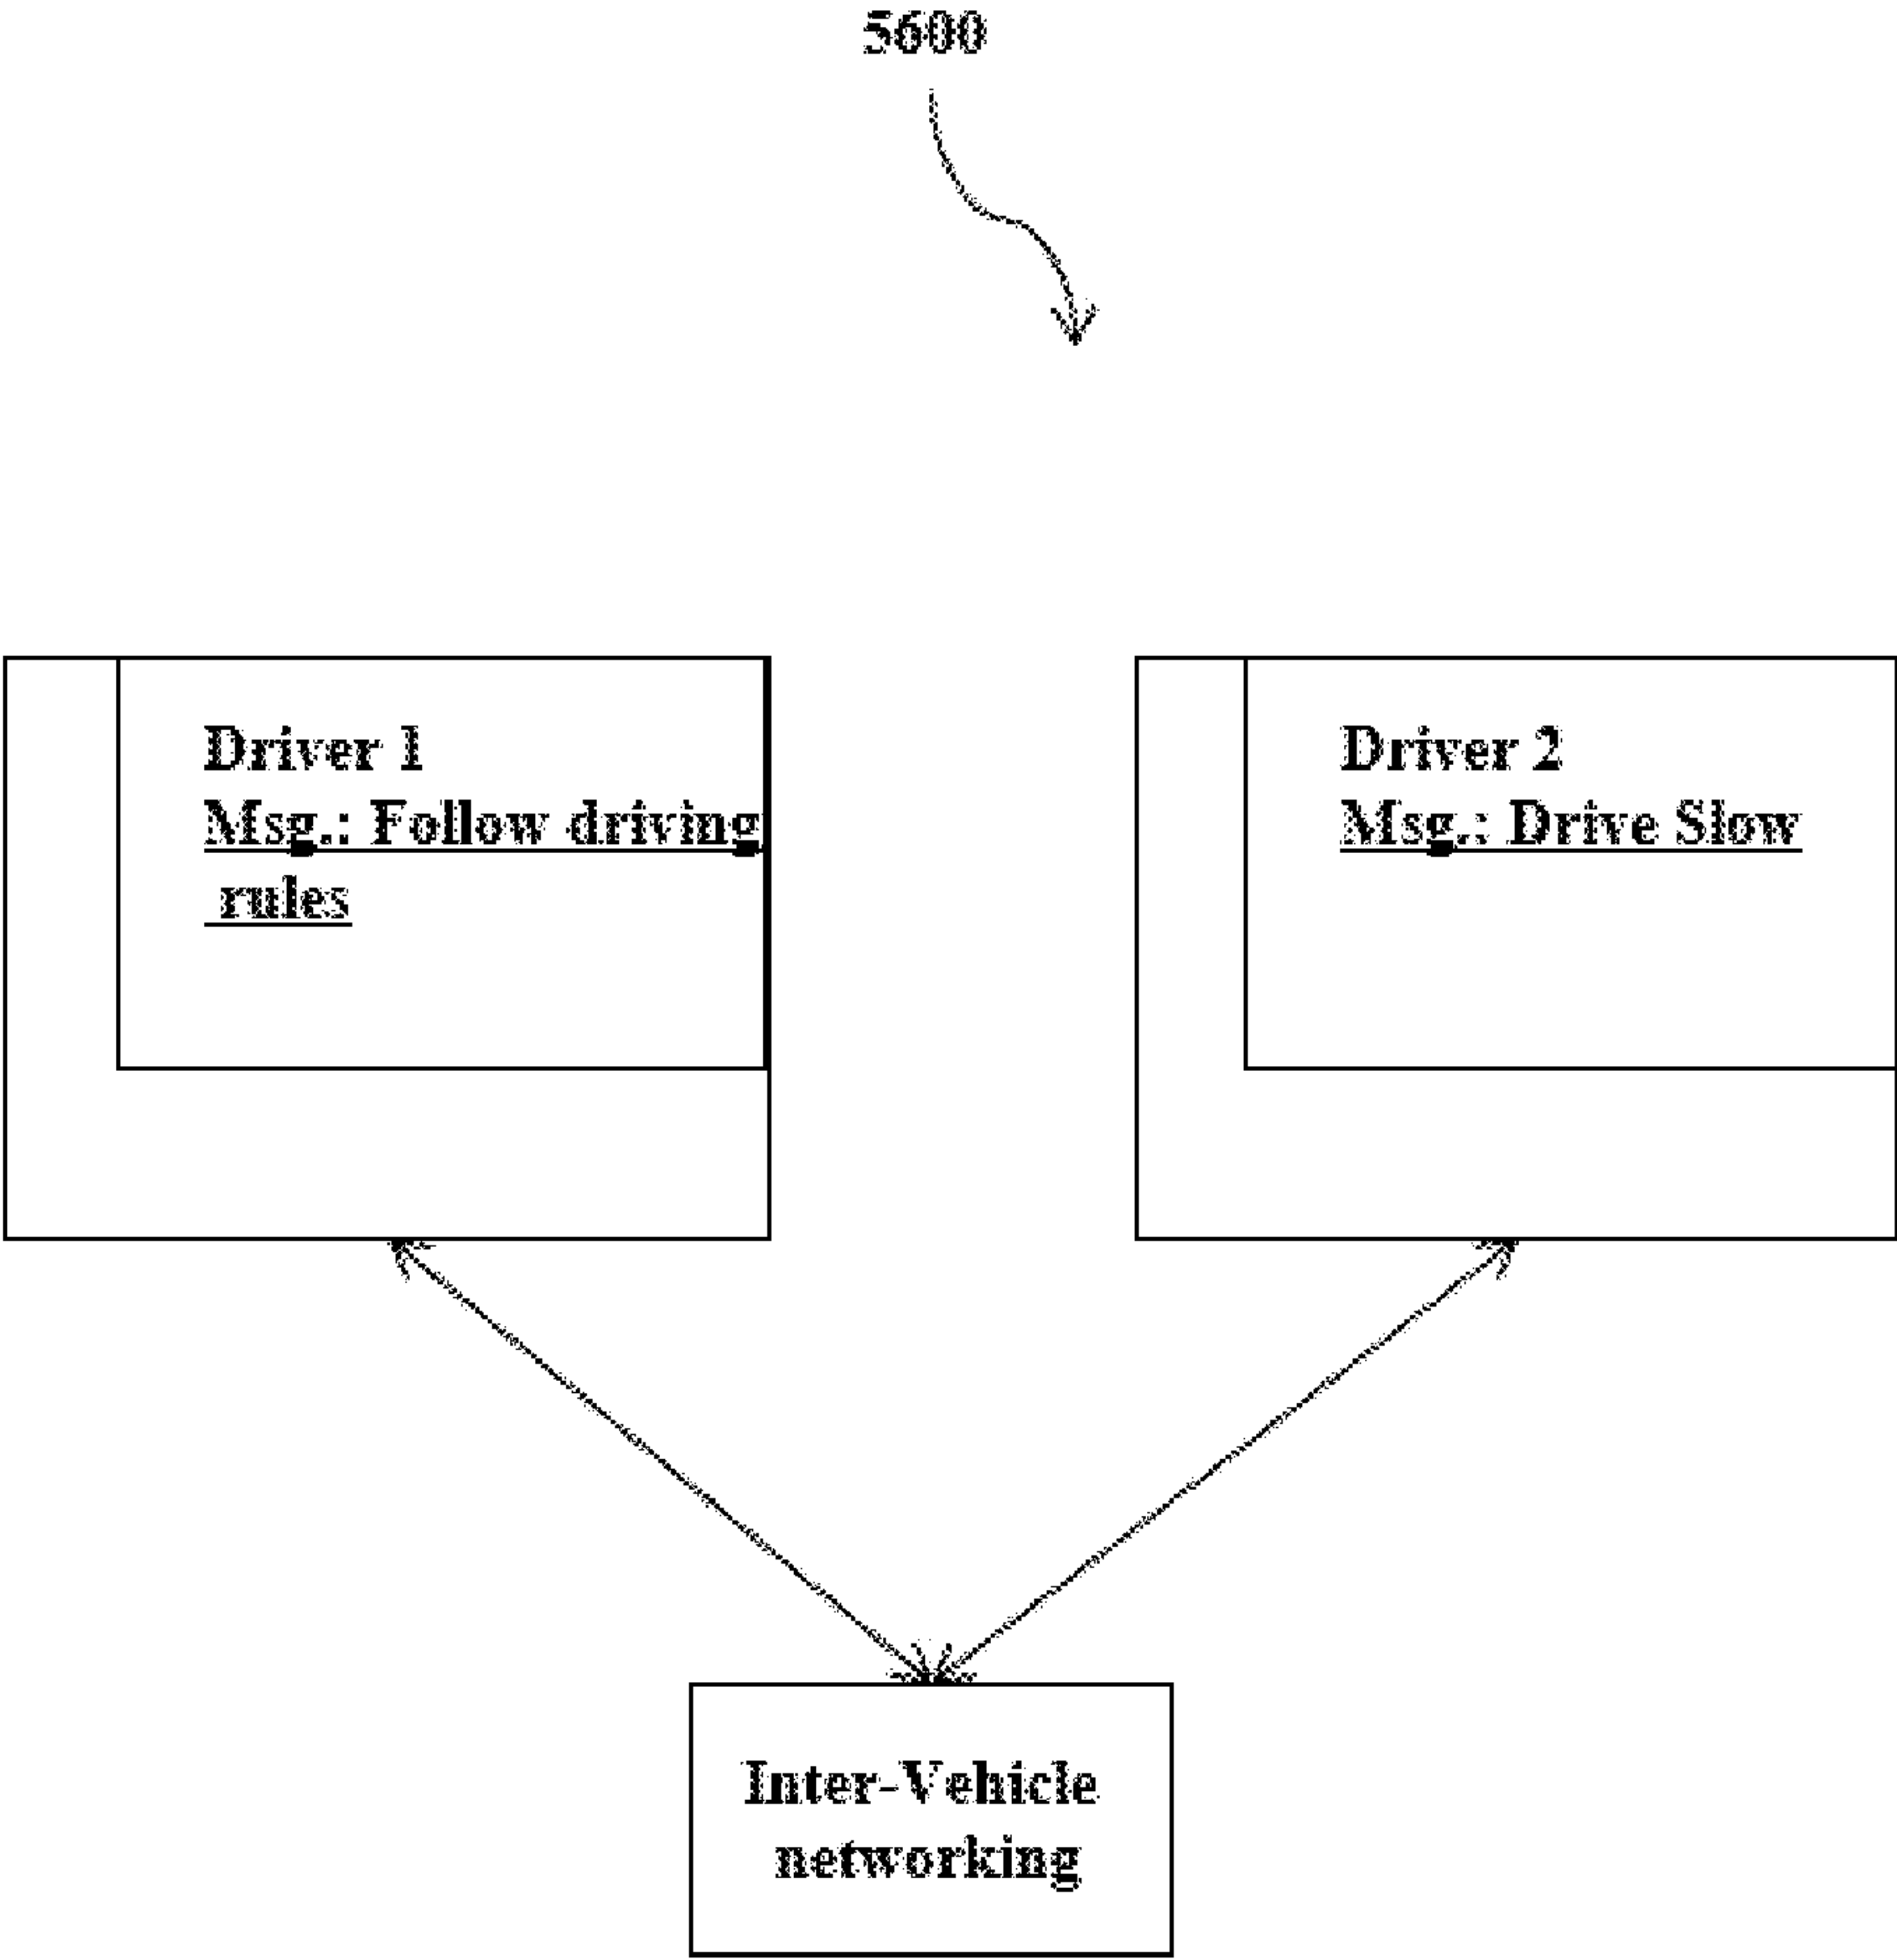 5600
Driver 1
Msg.: Follow driving
rules
Driver 2
Msg.: Drive Slow
Inter-Vehicle
networking